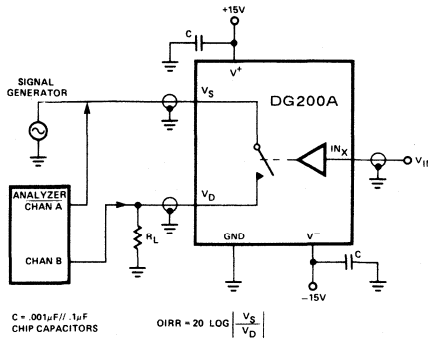 +15V
C
V+
SIGNAL
GENERATOR
VS
DG200A
INX
VIN
ANALYZER
CHAN A
VD
RL
CHAN B
GND
V−
C
−15V
C = .001µF// .1µF
CHIP CAPACITORS
OIRR = 20 LOG |VS/VD|